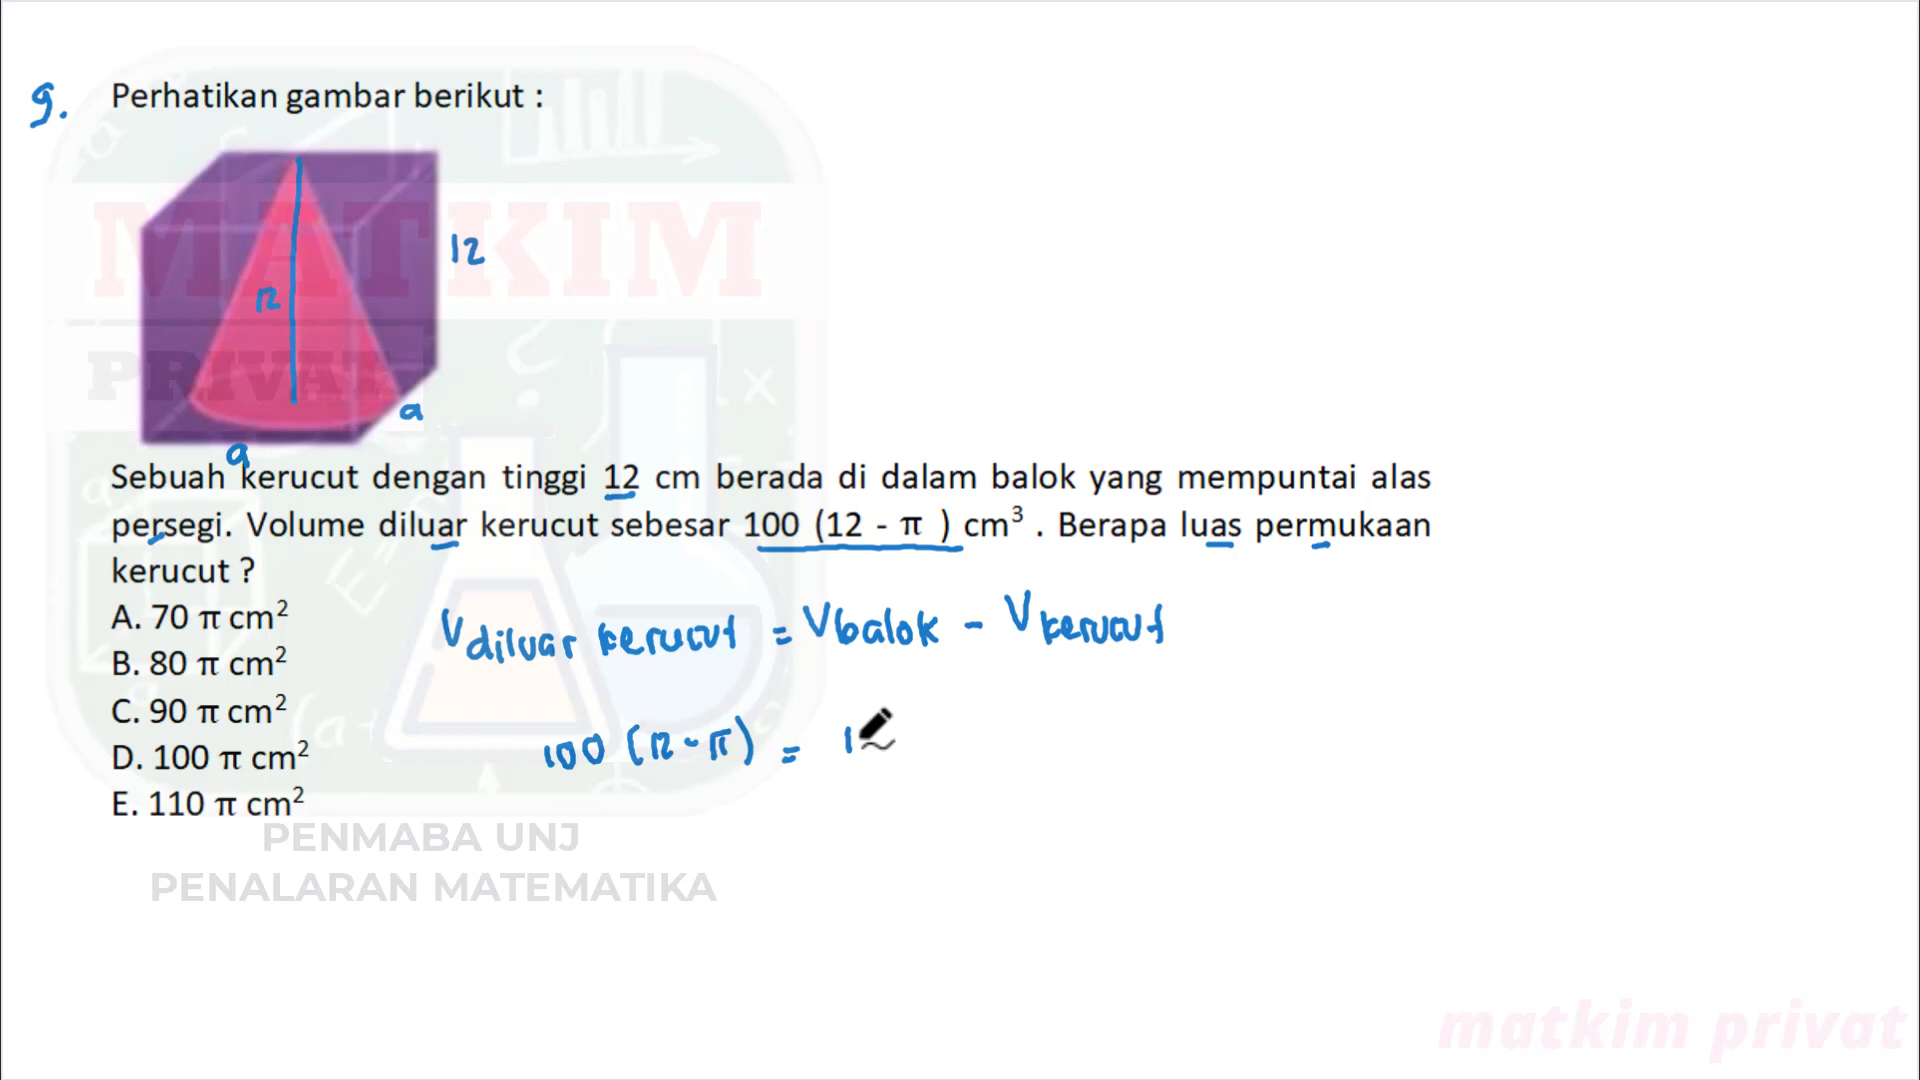 9. Perhatikan gambar berikut :
MATKIM
PRIVAT
12
12
a
a
Sebuah kerucut dengan tinggi 12 cm berada di dalam balok yang mempuntai alas
persegi. Volume diluar kerucut sebesar 100 (12 - π ) cm³ . Berapa luas permukaan
kerucut ?
A. 70 π cm²
B. 80 π cm²
C. 90 π cm²
D. 100 π cm²
E. 110 π cm²
V diluar kerucut = V balok - V kerucut
100 (12 - π) = 1
PENMABA UNJ
PENALARAN MATEMATIKA
matkim privat